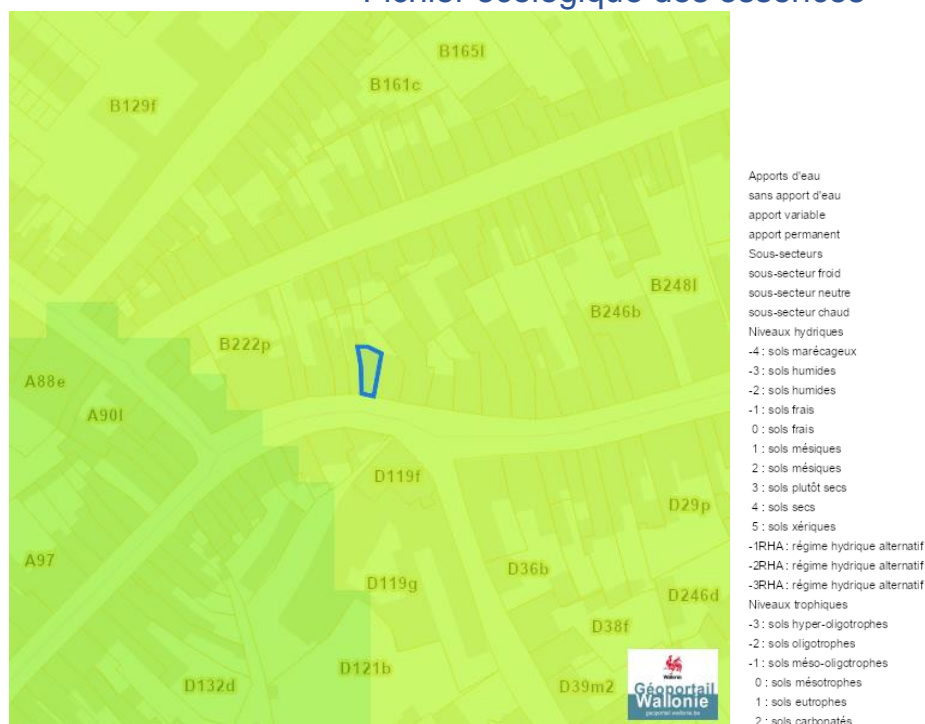 Fichier écologique des essences
B165l
B161c
B129f
B248l
B246b
B222p
A88e
A90l
D119f
D29p
A97
D36b
D119g
D246d
D38f
D121b
D132d
D39m2
Wallonie
Géoportail
Wallonie
geoportail.wallonie.be
Apports d'eau
sans apport d'eau
apport variable
apport permanent
Sous-secteurs
sous-secteur froid
sous-secteur neutre
sous-secteur chaud
Niveaux hydriques
-4 : sols marécageux
-3 : sols humides
-2 : sols humides
-1 : sols frais
0 : sols frais
1 : sols mésiques
2 : sols mésiques
3 : sols plutôt secs
4 : sols secs
5 : sols xériques
-1RHA : régime hydrique alternatif
-2RHA : régime hydrique alternatif
-3RHA : régime hydrique alternatif
Niveaux trophiques
-3 : sols hyper-oligotrophes
-2 : sols oligotrophes
-1 : sols méso-oligotrophes
0 : sols mésotrophes
1 : sols eutrophes
2 : sols carbonatés